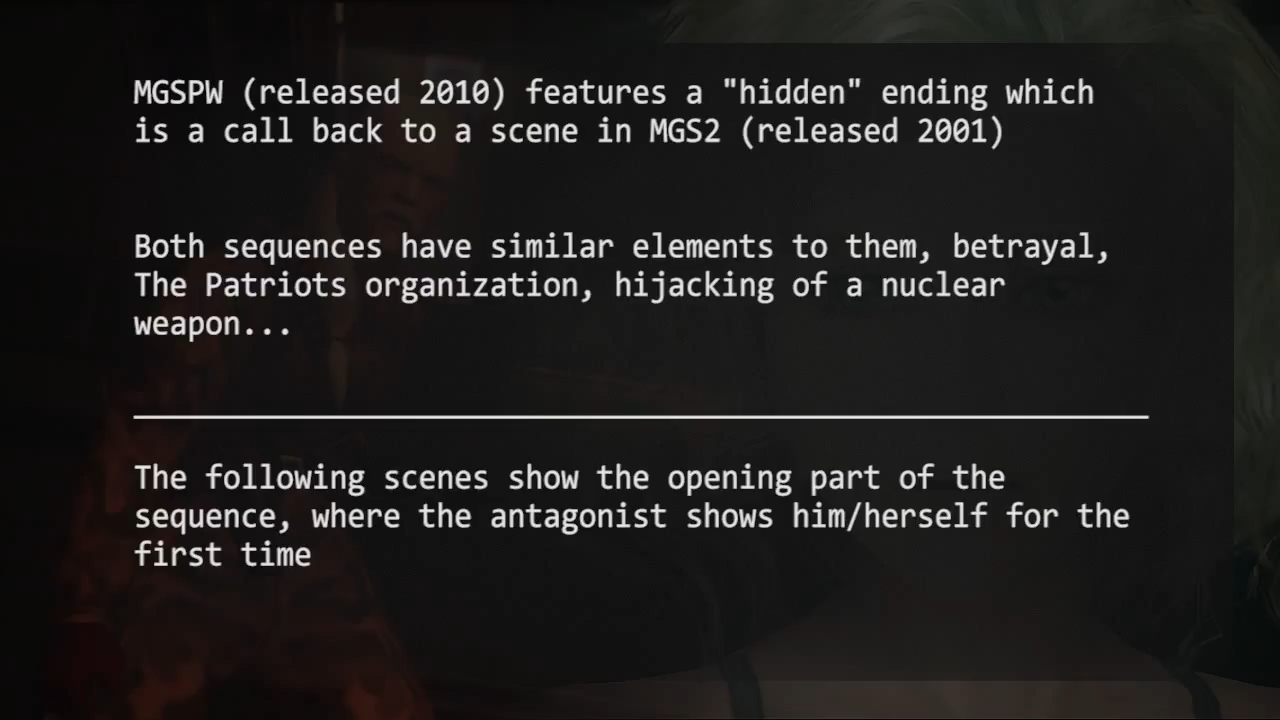 MGSPW (released 2010) features a "hidden" ending which
is a call back to a scene in MGS2 (released 2001)
Both sequences have similar elements to them, betrayal,
The Patriots organization, hijacking of a nuclear
weapon...
The following scenes show the opening part of the
sequence, where the antagonist shows him/herself for the
first time